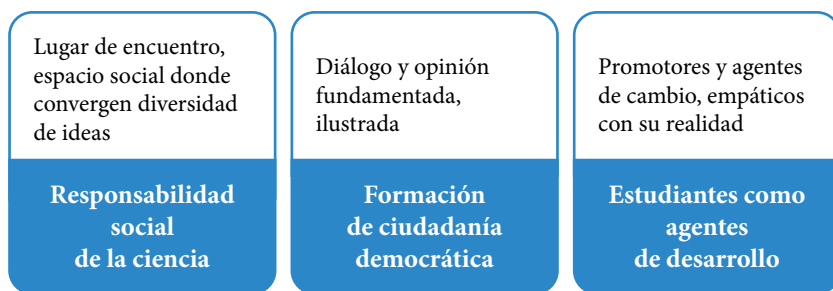 Lugar de encuentro,
espacio social donde
convergen diversidad
de ideas
Responsabilidad
social
de la ciencia
Diálogo y opinión
fundamentada,
ilustrada
Formación
de ciudadanía
democrática
Promotores y agentes
de cambio, empáticos
con su realidad
Estudiantes como
agentes
de desarrollo